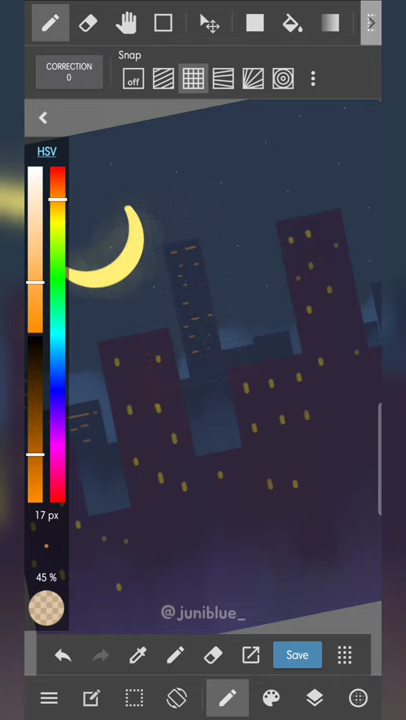 Snap
CORRECTION
0
off
HSV
17 px
45 %
@juniblue_
Save